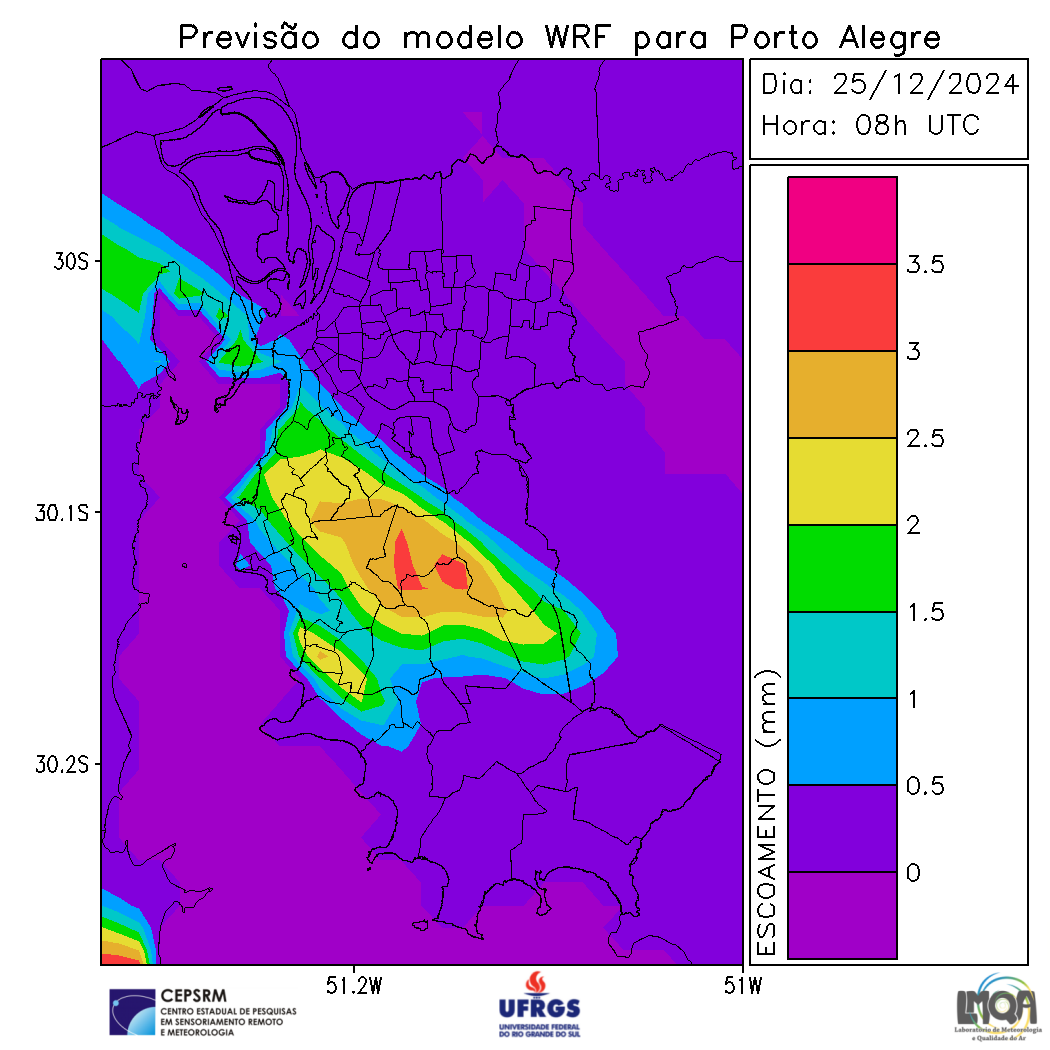 Previsão do modelo WRF para Porto Alegre
Dia: 25/12/2024
Hora: 08h UTC
3.5
3
2.5
2
1.5
1
0.5
0
ESCOAMENTO (mm)
30S
30.1S
30.2S
51.2W
51W
CEPSRM
CENTRO ESTADUAL DE PESQUISAS
EM SENSORIAMENTO REMOTO
E METEOROLOGIA
UFRGS
UNIVERSIDADE FEDERAL
DO RIO GRANDE DO SUL
LMQA
Laboratório de Meteorologia
e Qualidade do Ar